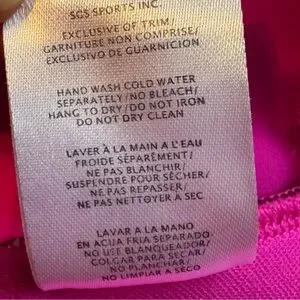 SGS SPORTS INC.
EXCLUSIVE OF TRIM/
GARNITURE NON COMPRISE/
EXCLUSIVO DE GUARNICION
HAND WASH COLD WATER
SEPARATELY/NO BLEACH/
HANG TO DRY/DO NOT IRON
DO NOT DRY CLEAN
LAVER À LA MAIN A L'EAU
FROIDE SÉPARÉMENT/
NE PAS BLANCHIR/
SUSPENDRE POUR SÉCHER/
NE PAS REPASSER/
NE PAS NETTOYER A SEC
LAVAR A LA MANO
EN ACUA FRIA SEPARADO
NO USE BLANQUEADOR/
COLGAR PARA SECAR/
NO PLANCHAR/
NO LIMPIAR A SECO